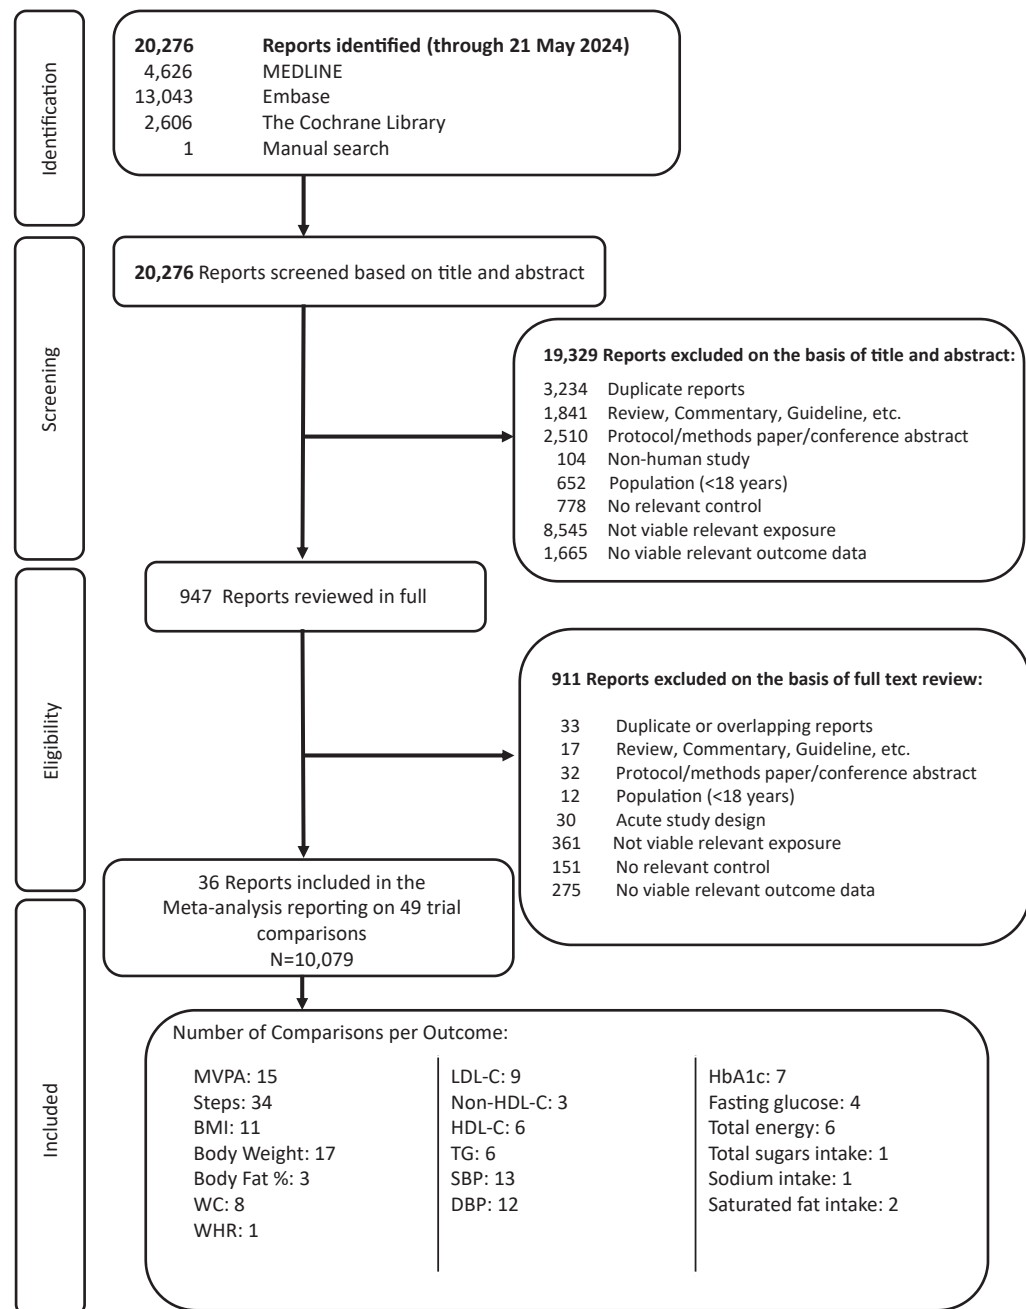 Identification
20,276 Reports identified (through 21 May 2024)
4,626 MEDLINE
13,043 Embase
2,606 The Cochrane Library
1 Manual search
Screening
20,276 Reports screened based on title and abstract
19,329 Reports excluded on the basis of title and abstract:
3,234 Duplicate reports
1,841 Review, Commentary, Guideline, etc.
2,510 Protocol/methods paper/conference abstract
104 Non-human study
652 Population (<18 years)
778 No relevant control
8,545 Not viable relevant exposure
1,665 No viable relevant outcome data
Eligibility
947 Reports reviewed in full
911 Reports excluded on the basis of full text review:
33 Duplicate or overlapping reports
17 Review, Commentary, Guideline, etc.
32 Protocol/methods paper/conference abstract
12 Population (<18 years)
30 Acute study design
361 Not viable relevant exposure
151 No relevant control
275 No viable relevant outcome data
Included
36 Reports included in the
Meta-analysis reporting on 49 trial
comparisons
N=10,079
Number of Comparisons per Outcome:
MVPA: 15
Steps: 34
BMI: 11
Body Weight: 17
Body Fat %: 3
WC: 8
WHR: 1
LDL-C: 9
Non-HDL-C: 3
HDL-C: 6
TG: 6
SBP: 13
DBP: 12
HbA1c: 7
Fasting glucose: 4
Total energy: 6
Total sugars intake: 1
Sodium intake: 1
Saturated fat intake: 2